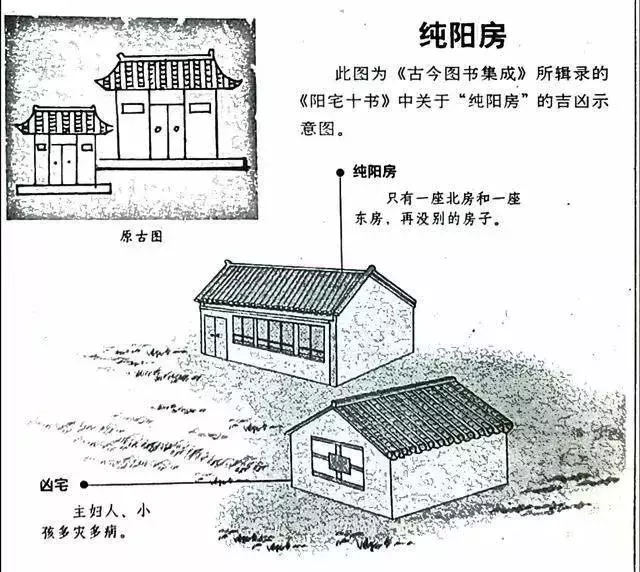 纯阳房
此图为《古今图书集成》所辑录的
《阳宅十书》中关于“纯阳房”的吉凶示
意图。
原古图
纯阳房
只有一座北房和一座
东房，再没别的房子。
凶宅
主妇人、小
孩多灾多病。